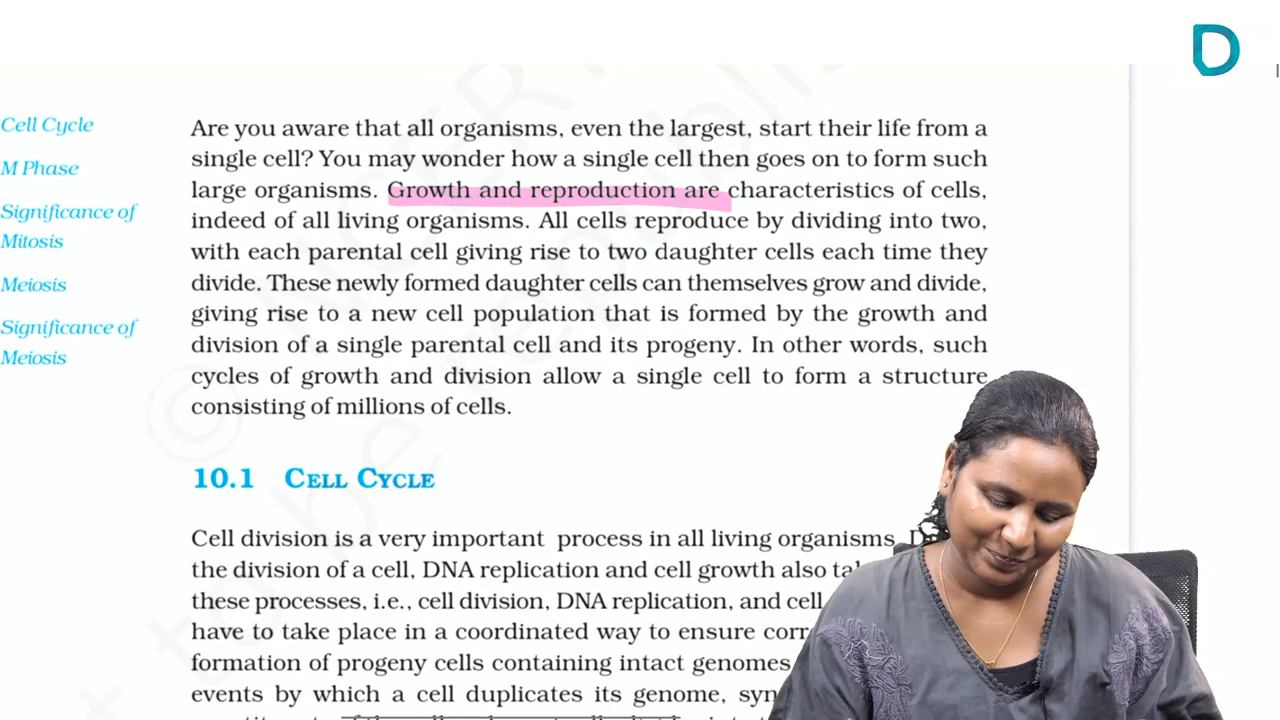 Cell Cycle
M Phase
Significance of
Mitosis
Meiosis
Significance of
Meiosis
Are you aware that all organisms, even the largest, start their life from a
single cell? You may wonder how a single cell then goes on to form such
large organisms. Growth and reproduction are characteristics of cells,
indeed of all living organisms. All cells reproduce by dividing into two,
with each parental cell giving rise to two daughter cells each time they
divide. These newly formed daughter cells can themselves grow and divide,
giving rise to a new cell population that is formed by the growth and
division of a single parental cell and its progeny. In other words, such
cycles of growth and division allow a single cell to form a structure
consisting of millions of cells.
10.1 CELL CYCLE
Cell division is a very important process in all living organisms.
the division of a cell, DNA replication and cell growth also
these processes, i.e., cell division, DNA replication, and cell
have to take place in a coordinated way to ensure
formation of progeny cells containing intact genomes
events by which a cell duplicates its genome,